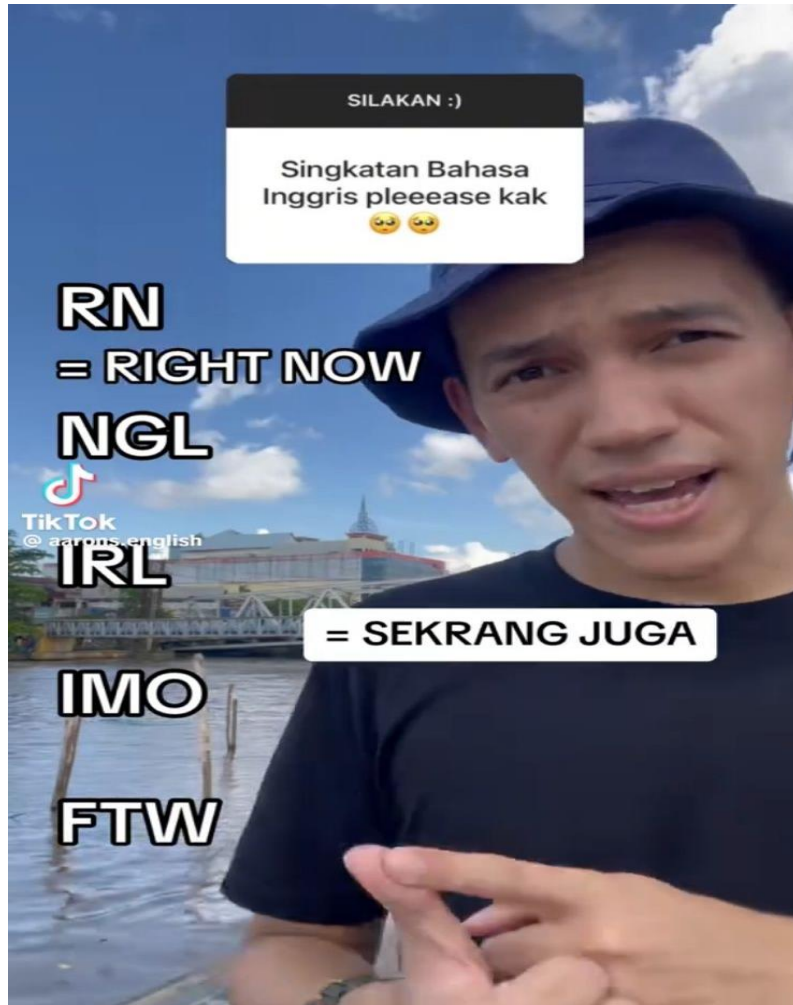 SILAKAN :)
Singkatan Bahasa
Inggris pleeease kak
🥺🥺
RN
= RIGHT NOW
NGL
TikTok
@ aarons.english
IRL
= SEKRANG JUGA
IMO
FTW